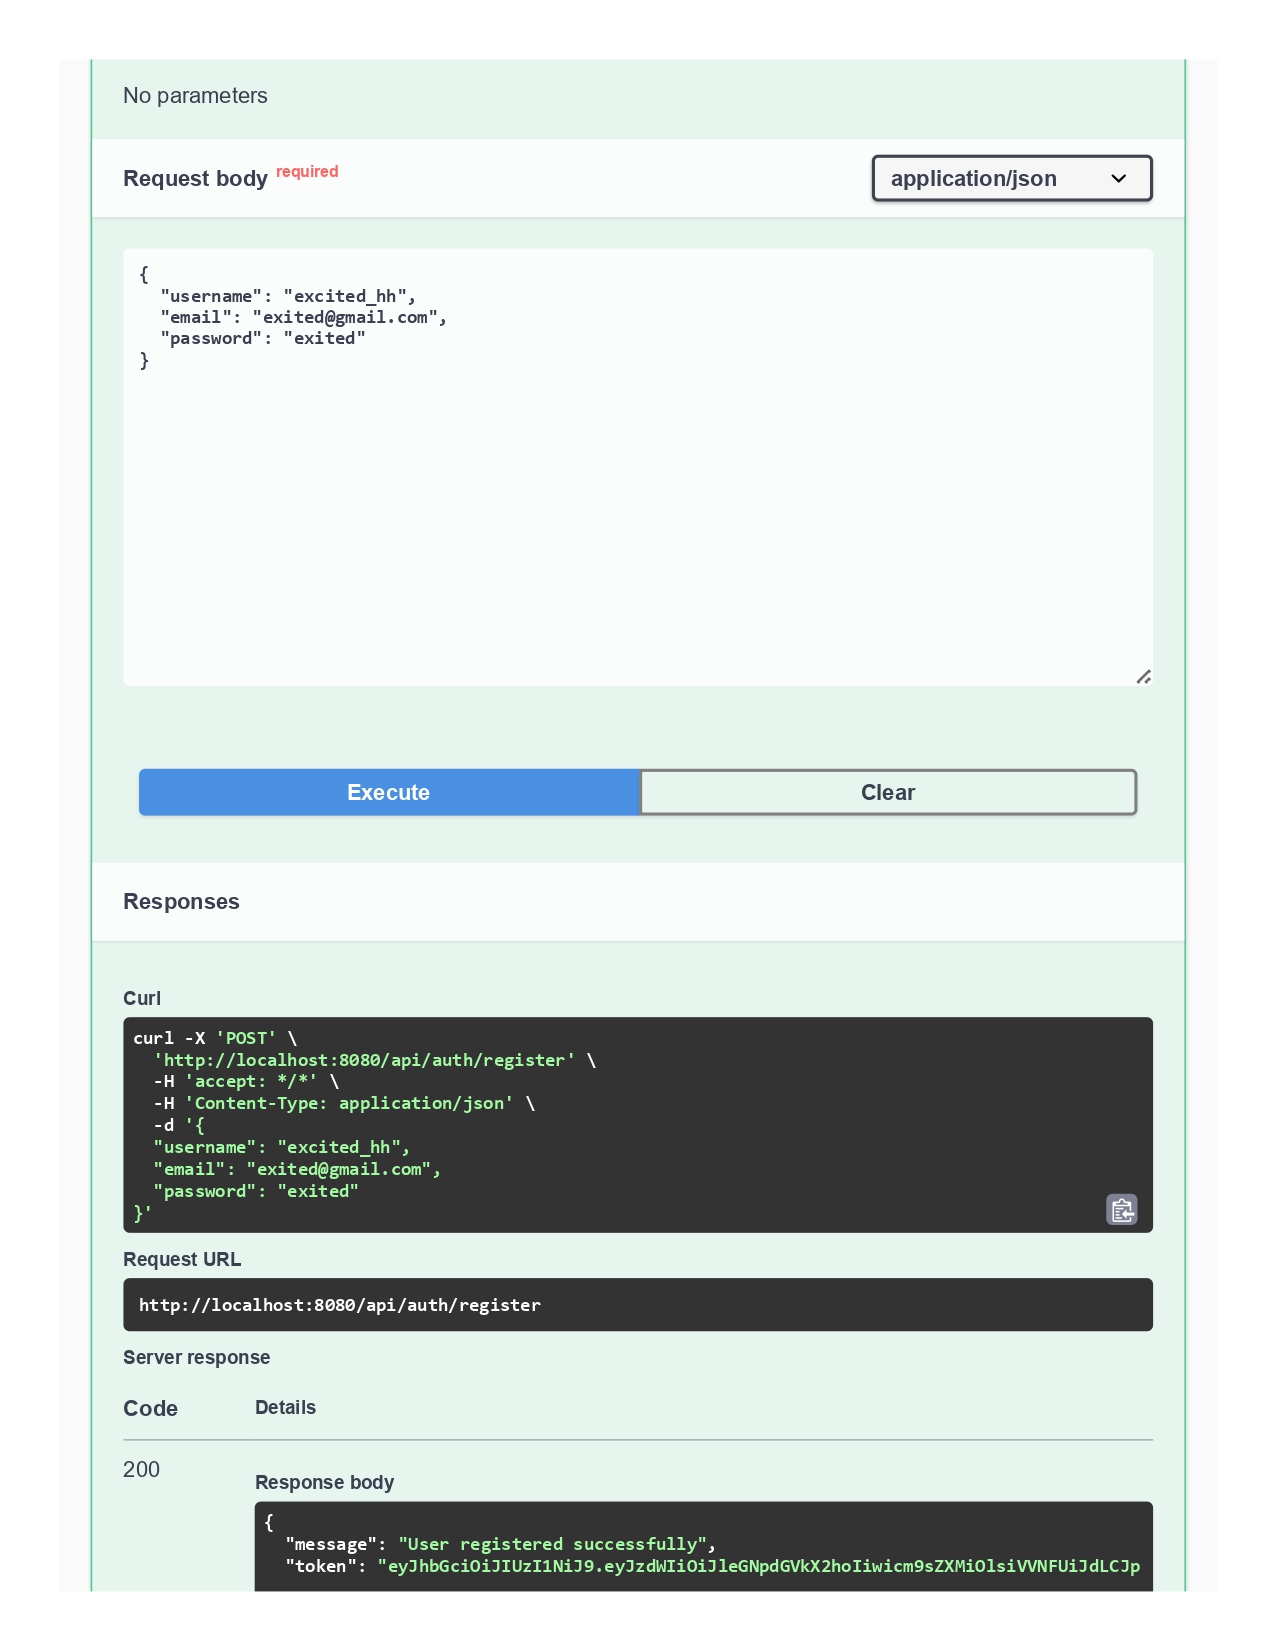 No parameters
Request body required
application/json
{
  "username": "excited_hh",
  "email": "exited@gmail.com",
  "password": "exited"
}
Execute
Clear
Responses
Curl
curl -X 'POST' \
  'http://localhost:8080/api/auth/register' \
  -H 'accept: */*' \
  -H 'Content-Type: application/json' \
  -d '{
  "username": "excited_hh",
  "email": "exited@gmail.com",
  "password": "exited"
}'
Request URL
http://localhost:8080/api/auth/register
Server response
Code Details
200
Response body
{
  "message": "User registered successfully",
  "token": "eyJhbGciOiJIUzI1NiJ9.eyJzdWIiOiJleGNpdGVkX2hoIiwicm9sZXMiOlsiVVNFUiJdLCJp